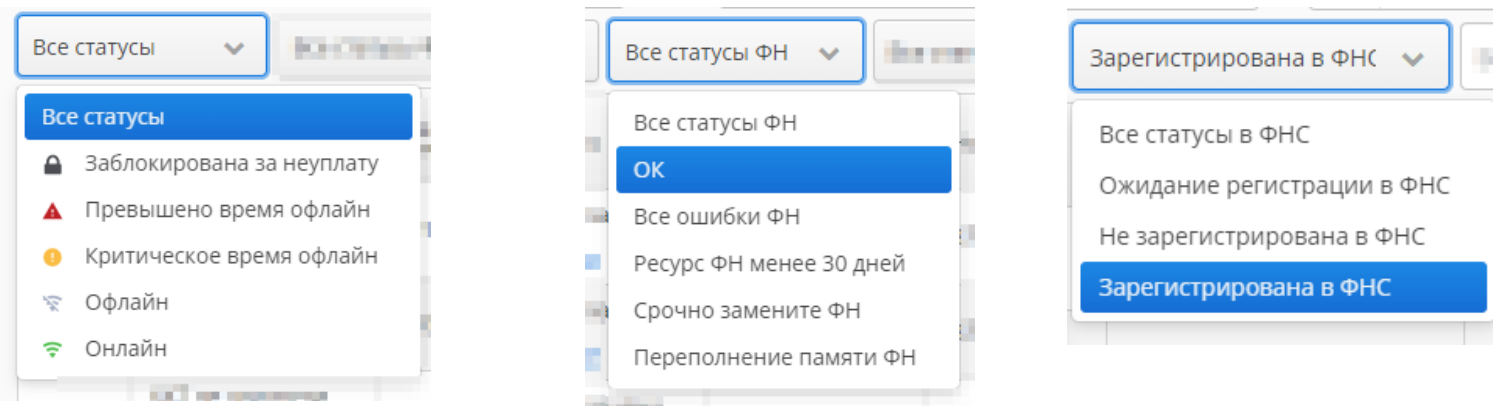 Все статусы
Все статусы
Заблокирована за неуплату
Превышено время офлайн
Критическое время офлайн
Офлайн
Онлайн
Все статусы ФН
Все статусы ФН
ОК
Все ошибки ФН
Ресурс ФН менее 30 дней
Срочно замените ФН
Переполнение памяти ФН
Зарегистрирована в ФНС
Все статусы в ФНС
Ожидание регистрации в ФНС
Не зарегистрирована в ФНС
Зарегистрирована в ФНС